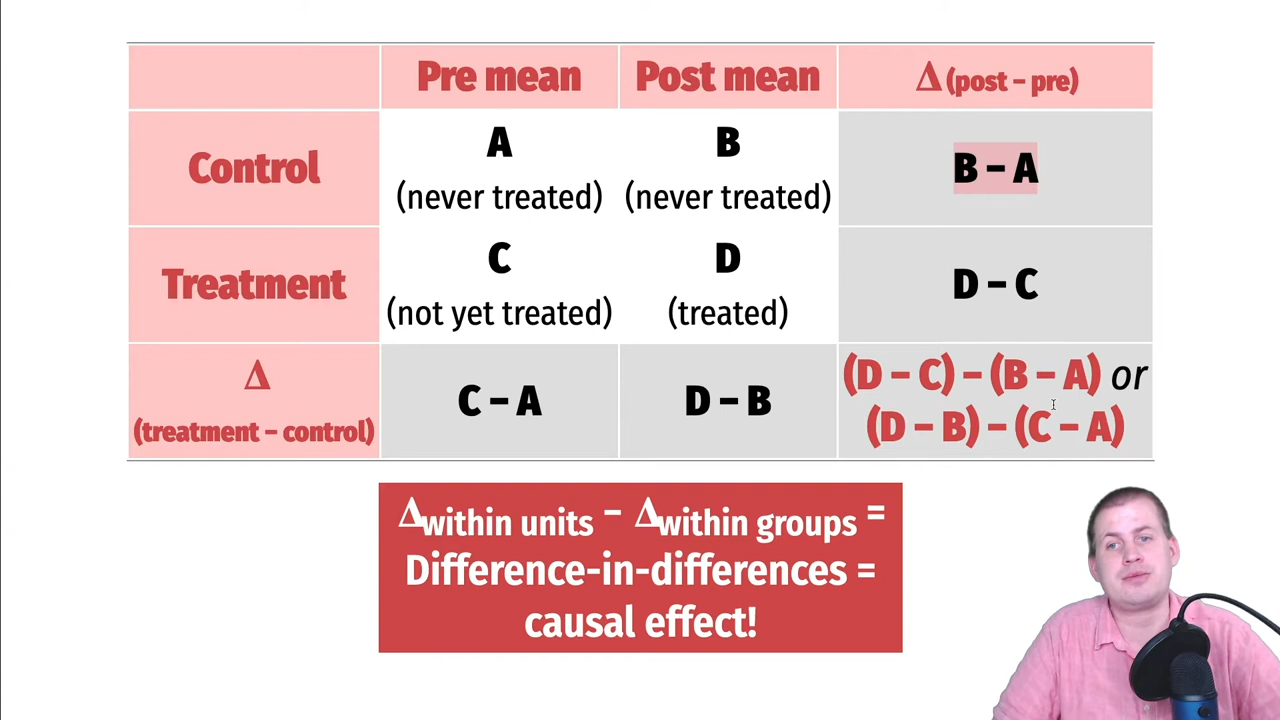 Pre mean Post mean Δ (post – pre)
Control
A
(never treated)
B
(never treated)
B – A
Treatment
C
(not yet treated)
D
(treated)
D – C
Δ
(treatment – control)
C – A
D – B
(D – C) – (B – A) or
(D – B) – (C – A)
Δwithin units – Δwithin groups =
Difference-in-differences =
causal effect!